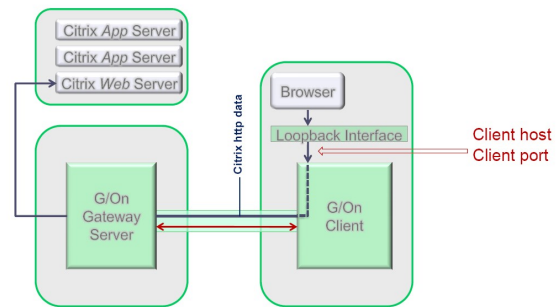 Citrix App Server
Citrix App Server
Citrix Web Server
Browser
Loopback Interface
Client host
Client port
Citrix http data
G/On
Gateway
Server
G/On
Client